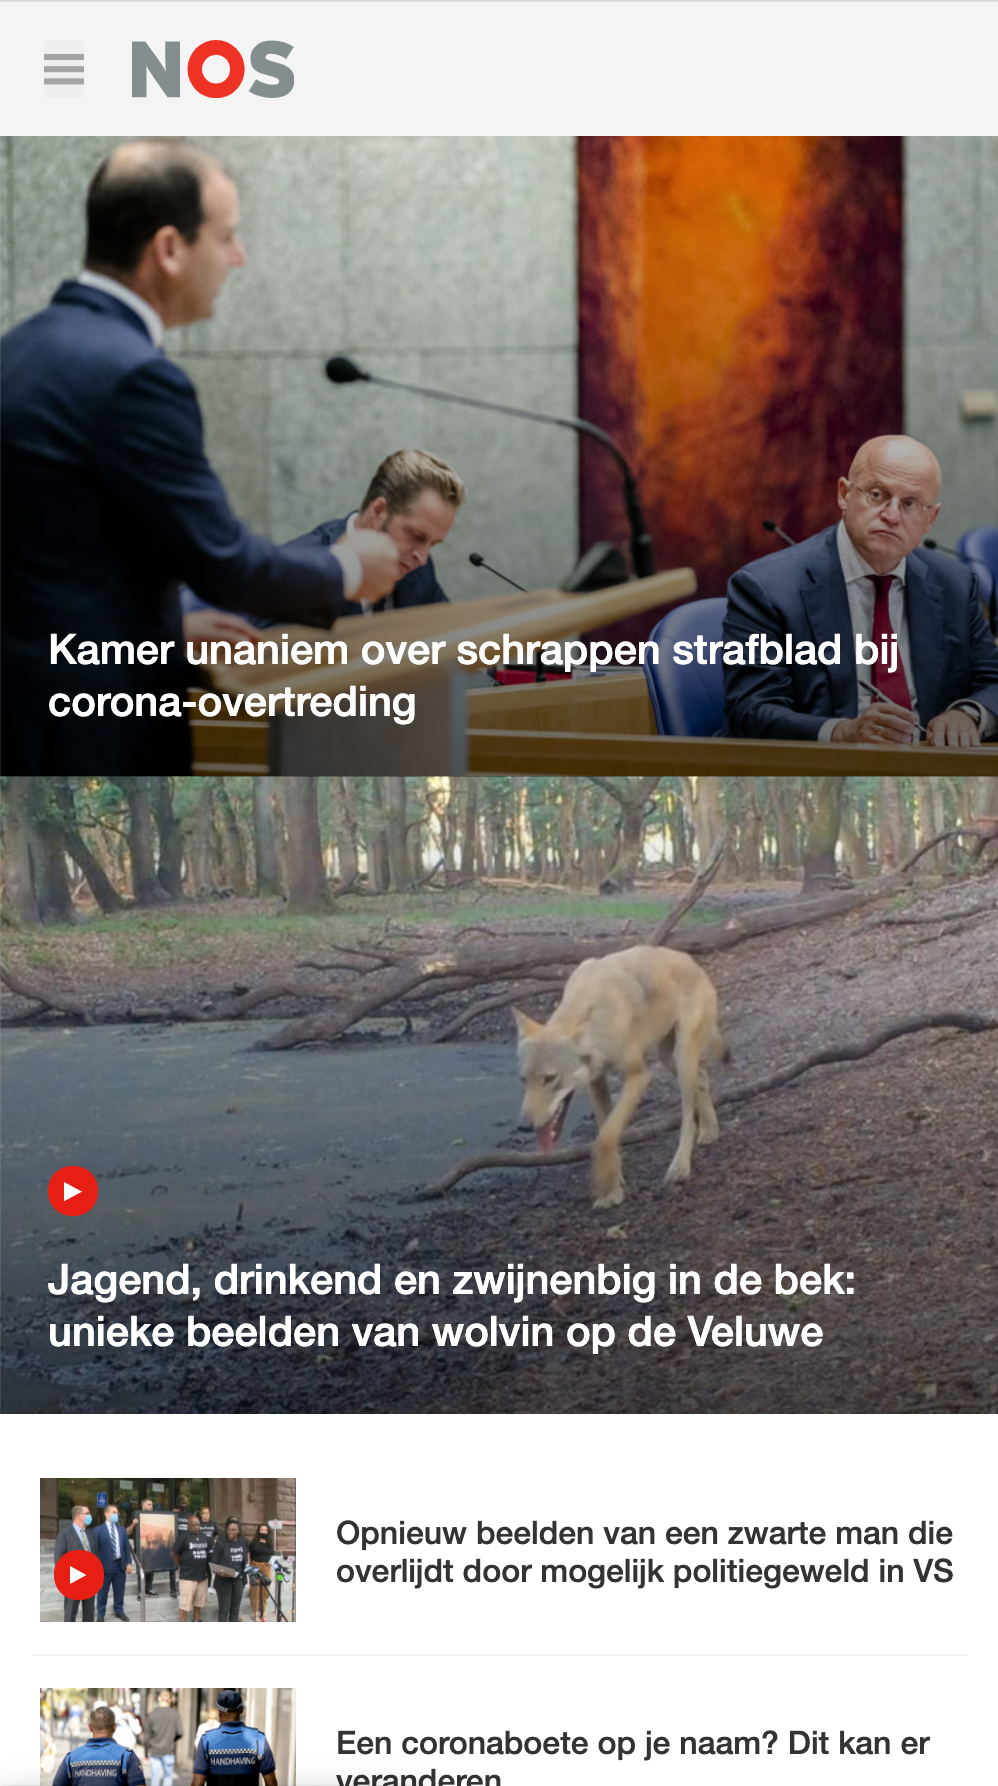 NOS
Kamer unaniem over schrappen strafblad bij
corona-overtreding
Jagend, drinkend en zwijnenbig in de bek:
unieke beelden van wolvin op de Veluwe
Opnieuw beelden van een zwarte man die
overlijdt door mogelijk politiegeweld in VS
HANDHAVING
HANDHAVING
Een coronaboete op je naam? Dit kan er
veranderen